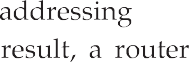 addressing
result, a router